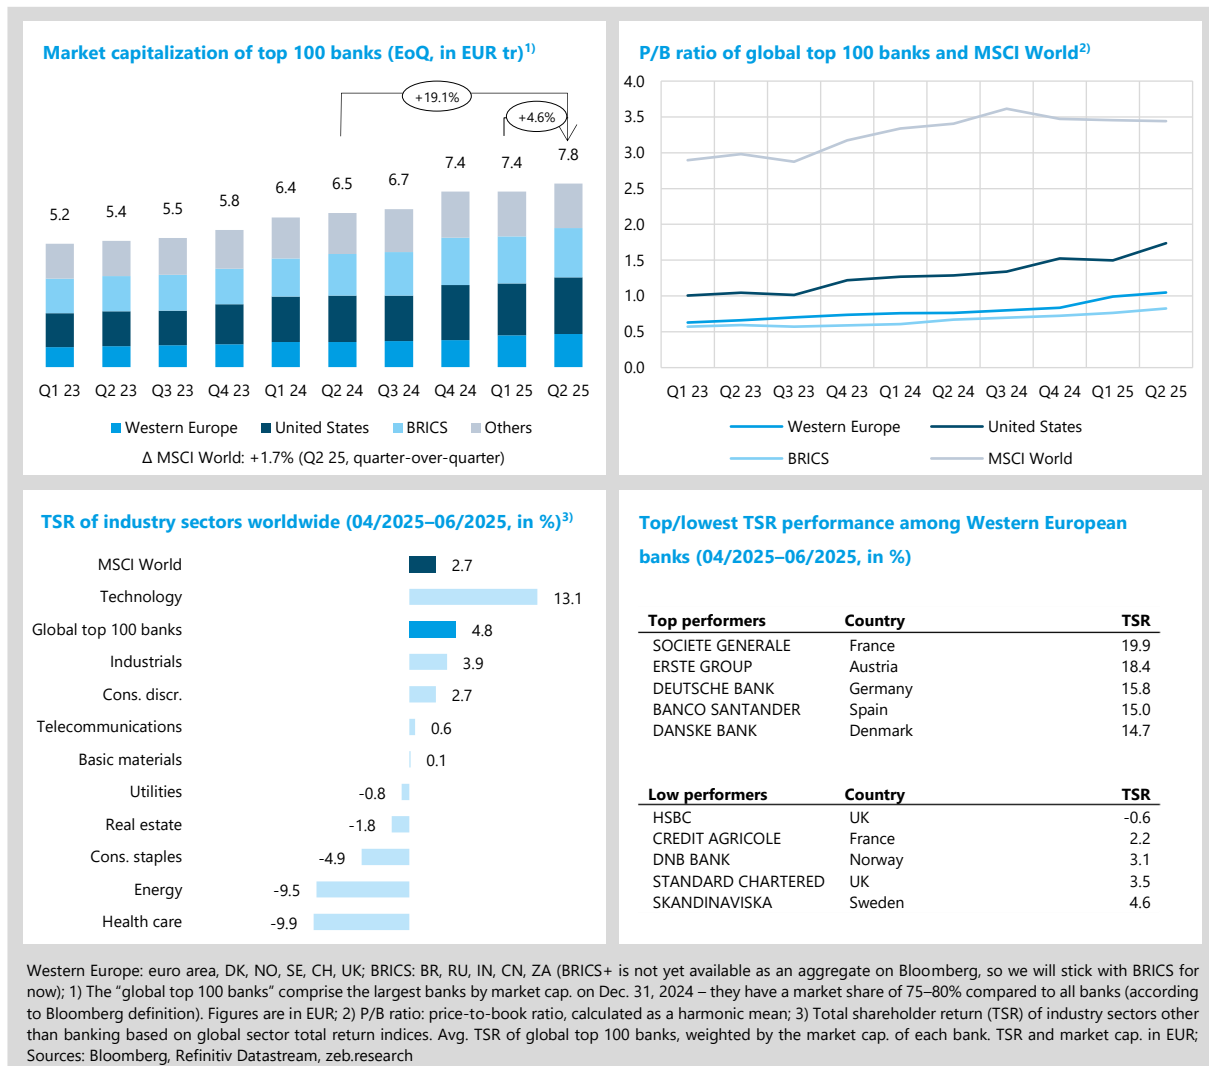 Market capitalization of top 100 banks (EoQ, in EUR tr)1)
+19.1%
+4.6%
5.2
5.4
5.5
5.8
6.4
6.5
6.7
7.4
7.4
7.8
Q1 23
Q2 23
Q3 23
Q4 23
Q1 24
Q2 24
Q3 24
Q4 24
Q1 25
Q2 25
Western Europe
United States
BRICS
Others
Δ MSCI World: +1.7% (Q2 25, quarter-over-quarter)
P/B ratio of global top 100 banks and MSCI World2)
4.0
3.5
3.0
2.5
2.0
1.5
1.0
0.5
0.0
Q1 23
Q2 23
Q3 23
Q4 23
Q1 24
Q2 24
Q3 24
Q4 24
Q1 25
Q2 25
Western Europe
United States
BRICS
MSCI World
TSR of industry sectors worldwide (04/2025–06/2025, in %)3)
MSCI World 2.7
Technology 13.1
Global top 100 banks 4.8
Industrials 3.9
Cons. discr. 2.7
Telecommunications 0.6
Basic materials 0.1
Utilities -0.8
Real estate -1.8
Cons. staples -4.9
Energy -9.5
Health care -9.9
Top/lowest TSR performance among Western European
banks (04/2025–06/2025, in %)
Top performers Country TSR
SOCIETE GENERALE France 19.9
ERSTE GROUP Austria 18.4
DEUTSCHE BANK Germany 15.8
BANCO SANTANDER Spain 15.0
DANSKE BANK Denmark 14.7
Low performers Country TSR
HSBC UK -0.6
CREDIT AGRICOLE France 2.2
DNB BANK Norway 3.1
STANDARD CHARTERED UK 3.5
SKANDINAVISKA Sweden 4.6
Western Europe: euro area, DK, NO, SE, CH, UK; BRICS: BR, RU, IN, CN, ZA (BRICS+ is not yet available as an aggregate on Bloomberg, so we will stick with BRICS for
now); 1) The “global top 100 banks“ comprise the largest banks by market cap. on Dec. 31, 2024 – they have a market share of 75–80% compared to all banks (according
to Bloomberg definition). Figures are in EUR; 2) P/B ratio: price-to-book ratio, calculated as a harmonic mean; 3) Total shareholder return (TSR) of industry sectors other
than banking based on global sector total return indices. Avg. TSR of global top 100 banks, weighted by the market cap. of each bank. TSR and market cap. in EUR;
Sources: Bloomberg, Refinitiv Datastream, zeb.research